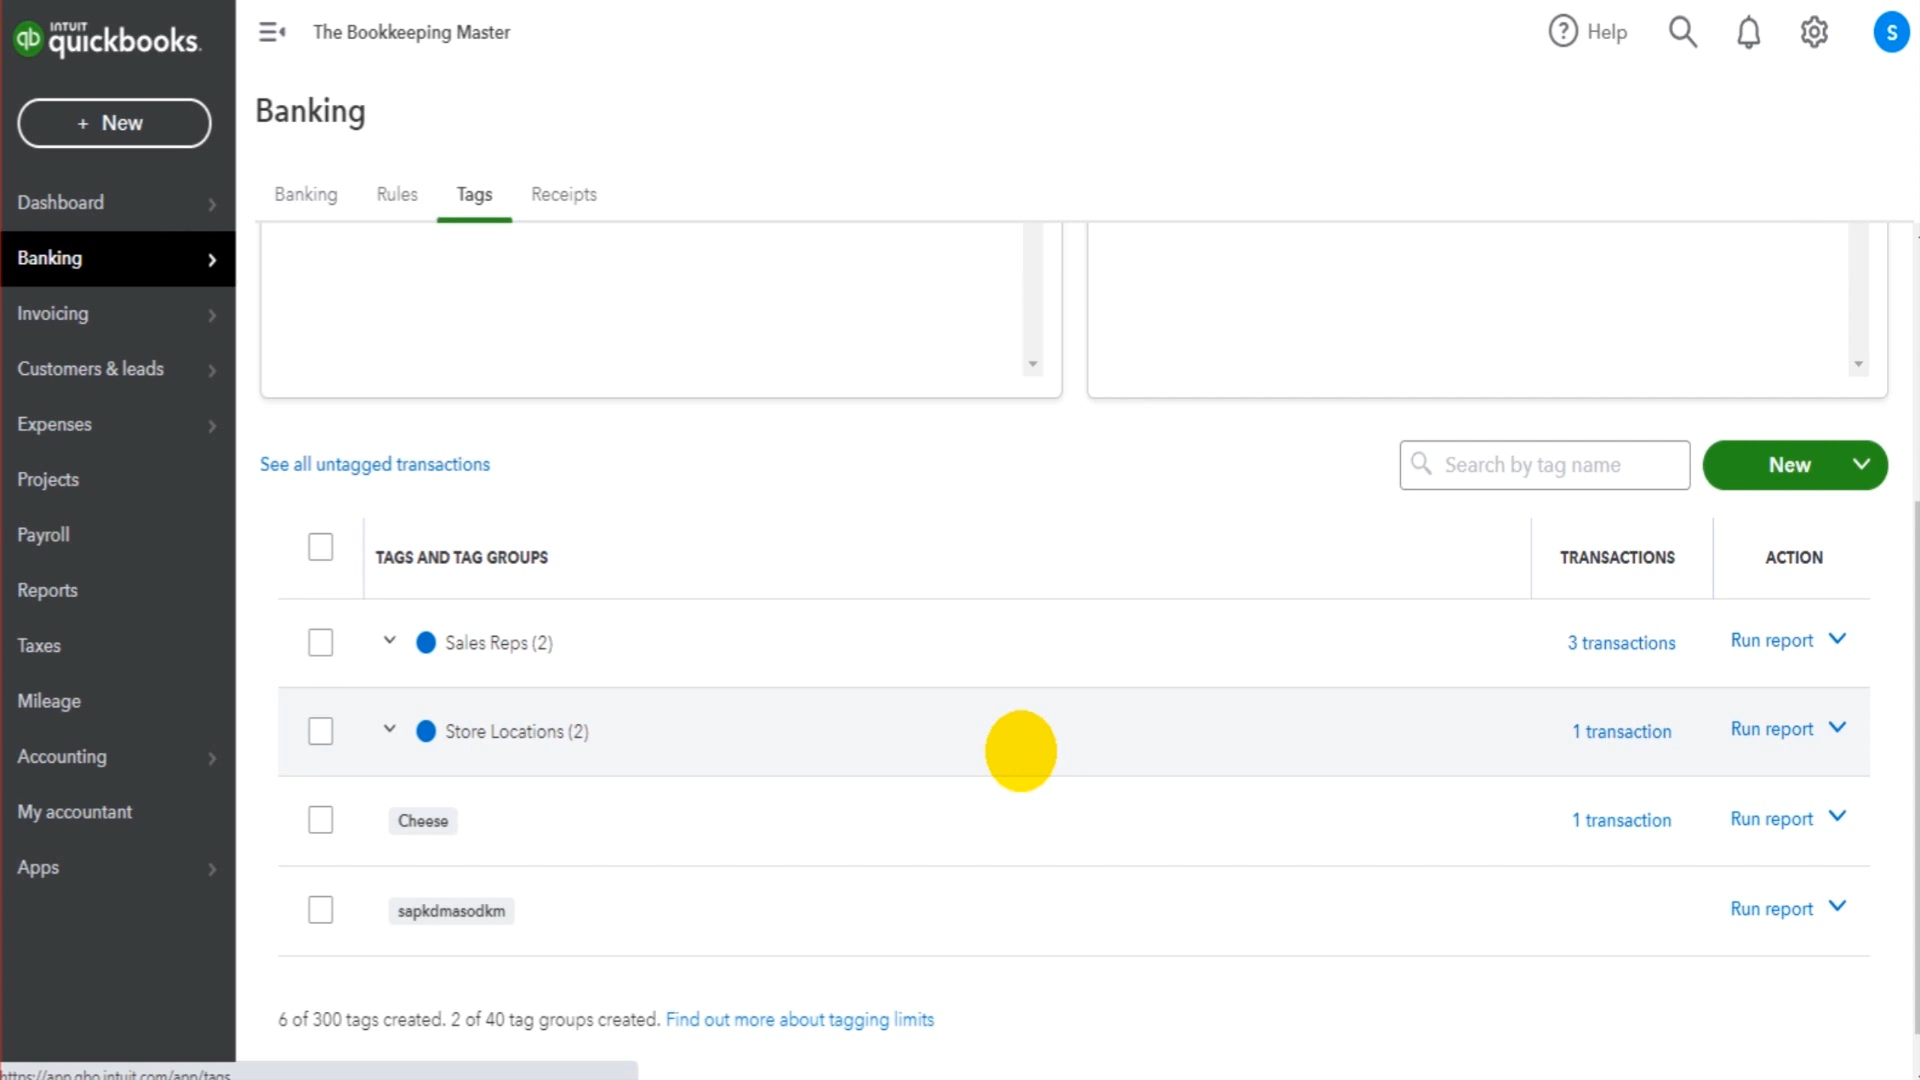 INTUIT
qb quickbooks.
The Bookkeeping Master
Help
S
+ New
Banking
Banking
Rules
Tags
Receipts
Dashboard
Banking
Invoicing
Customers & leads
Expenses
Projects
Payroll
Reports
Taxes
Mileage
Accounting
My accountant
Apps
See all untagged transactions
Search by tag name
New
TAGS AND TAG GROUPS
TRANSACTIONS
ACTION
Sales Reps (2)
3 transactions
Run report
Store Locations (2)
1 transaction
Run report
Cheese
1 transaction
Run report
sapkdmasodkm
Run report
6 of 300 tags created. 2 of 40 tag groups created. Find out more about tagging limits
https://app.qbo.intuit.com/app/tags